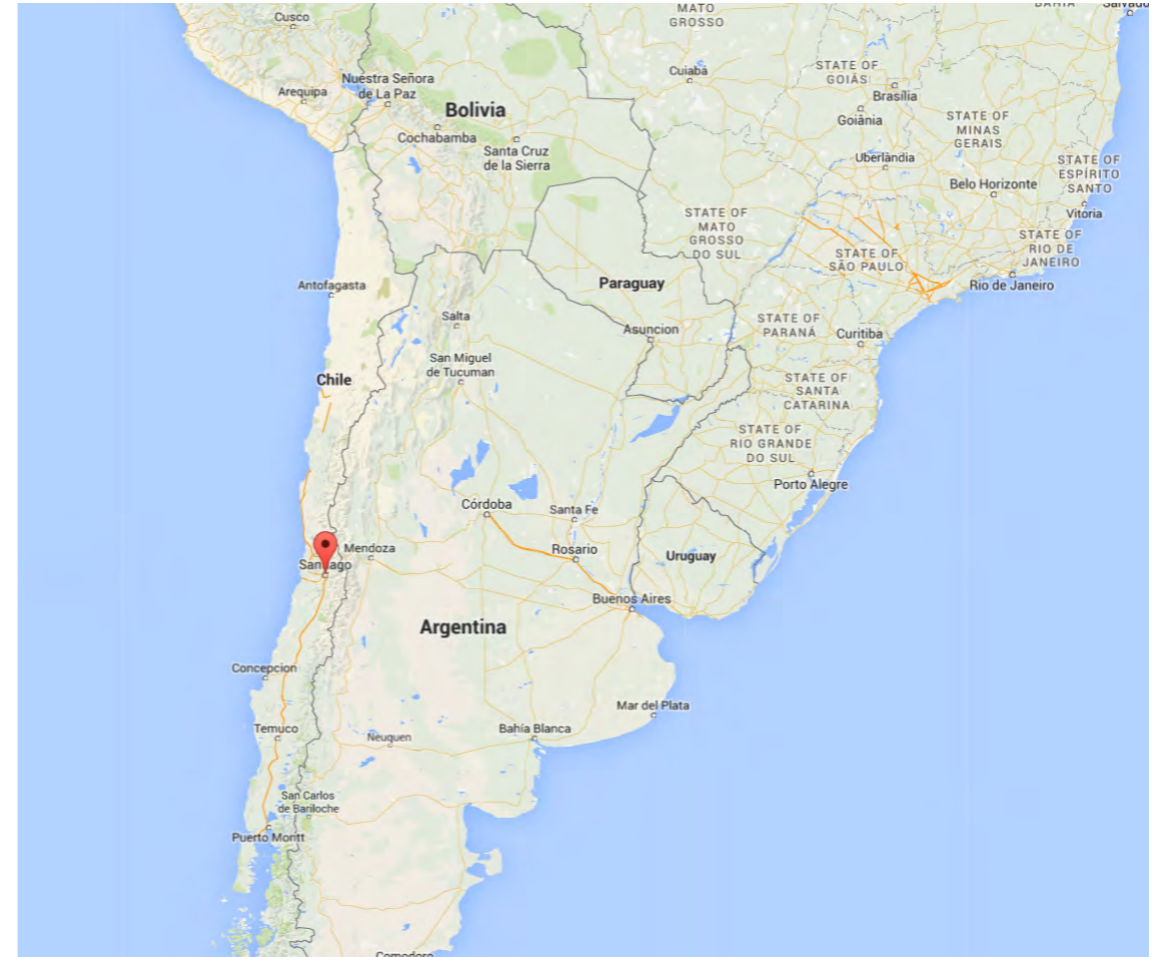 MATO
GROSSO
BAHIA
Salvador
Cusco
Cuiabá
STATE OF
GOIÁS
Nuestra Señora
de La Paz
Arequipa
Brasília
Bolivia
Goiânia
STATE OF
MINAS
GERAIS
Cochabamba
Santa Cruz
de la Sierra
Uberlândia
STATE OF
ESPÍRITO
SANTO
Belo Horizonte
Vitoria
STATE OF
MATO
GROSSO
DO SUL
STATE OF
RIO DE
JANEIRO
STATE OF
SÃO PAULO
Antofagasta
Paraguay
Rio de Janeiro
Salta
Asuncion
STATE OF
PARANÁ
Curitiba
San Miguel
de Tucuman
Chile
STATE OF
SANTA
CATARINA
STATE OF
RIO GRANDE
DO SUL
Porto Alegre
Córdoba
Santa Fe
Mendoza
Rosario
Uruguay
Santiago
Buenos Aires
Argentina
Concepcion
Mar del Plata
Temuco
Neuquen
Bahía Blanca
San Carlos
de Bariloche
Puerto Montt
Comodoro